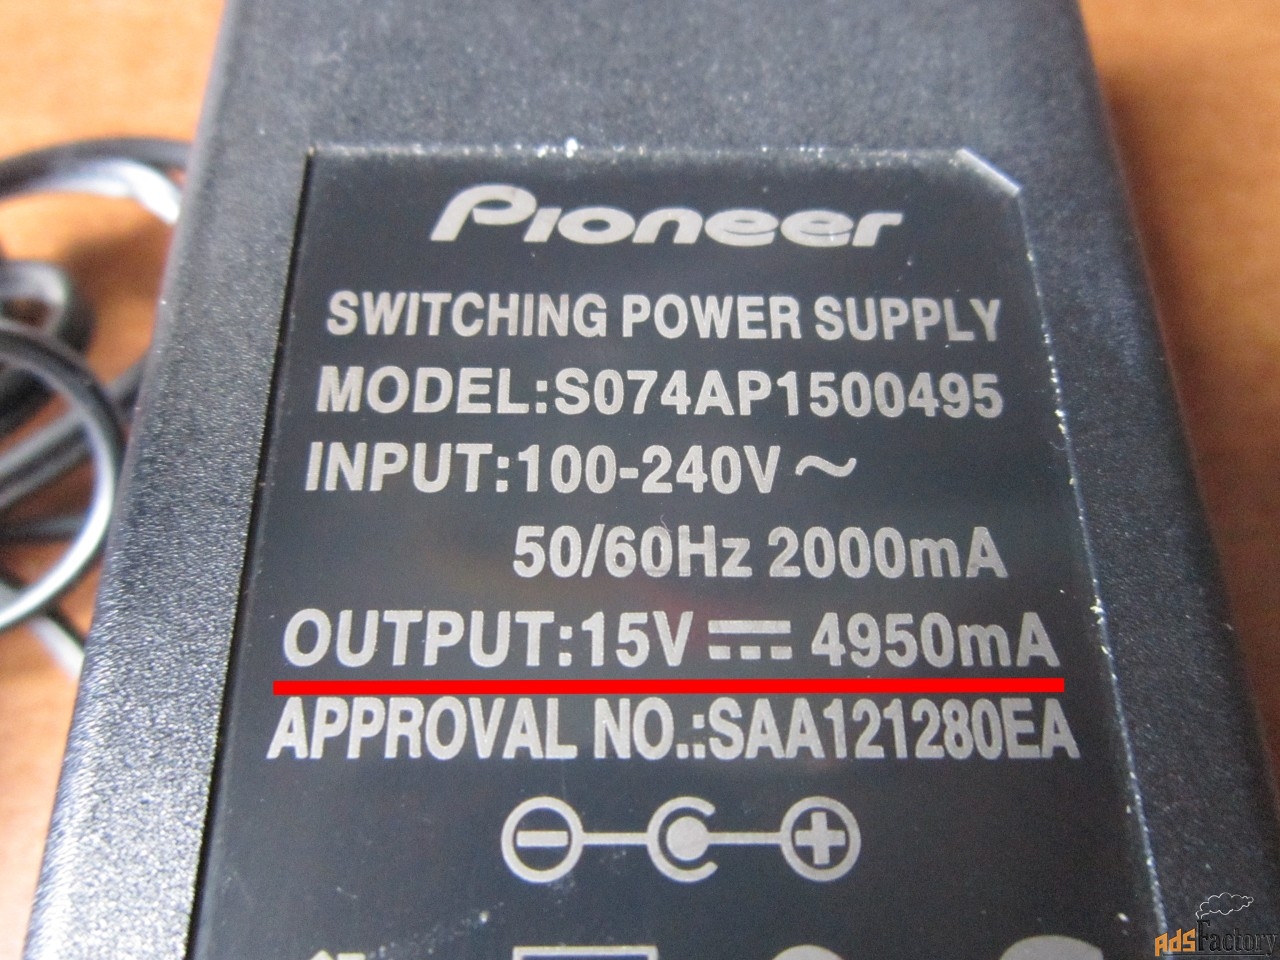 Pioneer
SWITCHING POWER SUPPLY
MODEL:S074AP1500495
INPUT:100-240V~
50/60Hz 2000mA
OUTPUT:15V⎓4950mA
APPROVAL NO.:SAA121280EA
AdsFactory